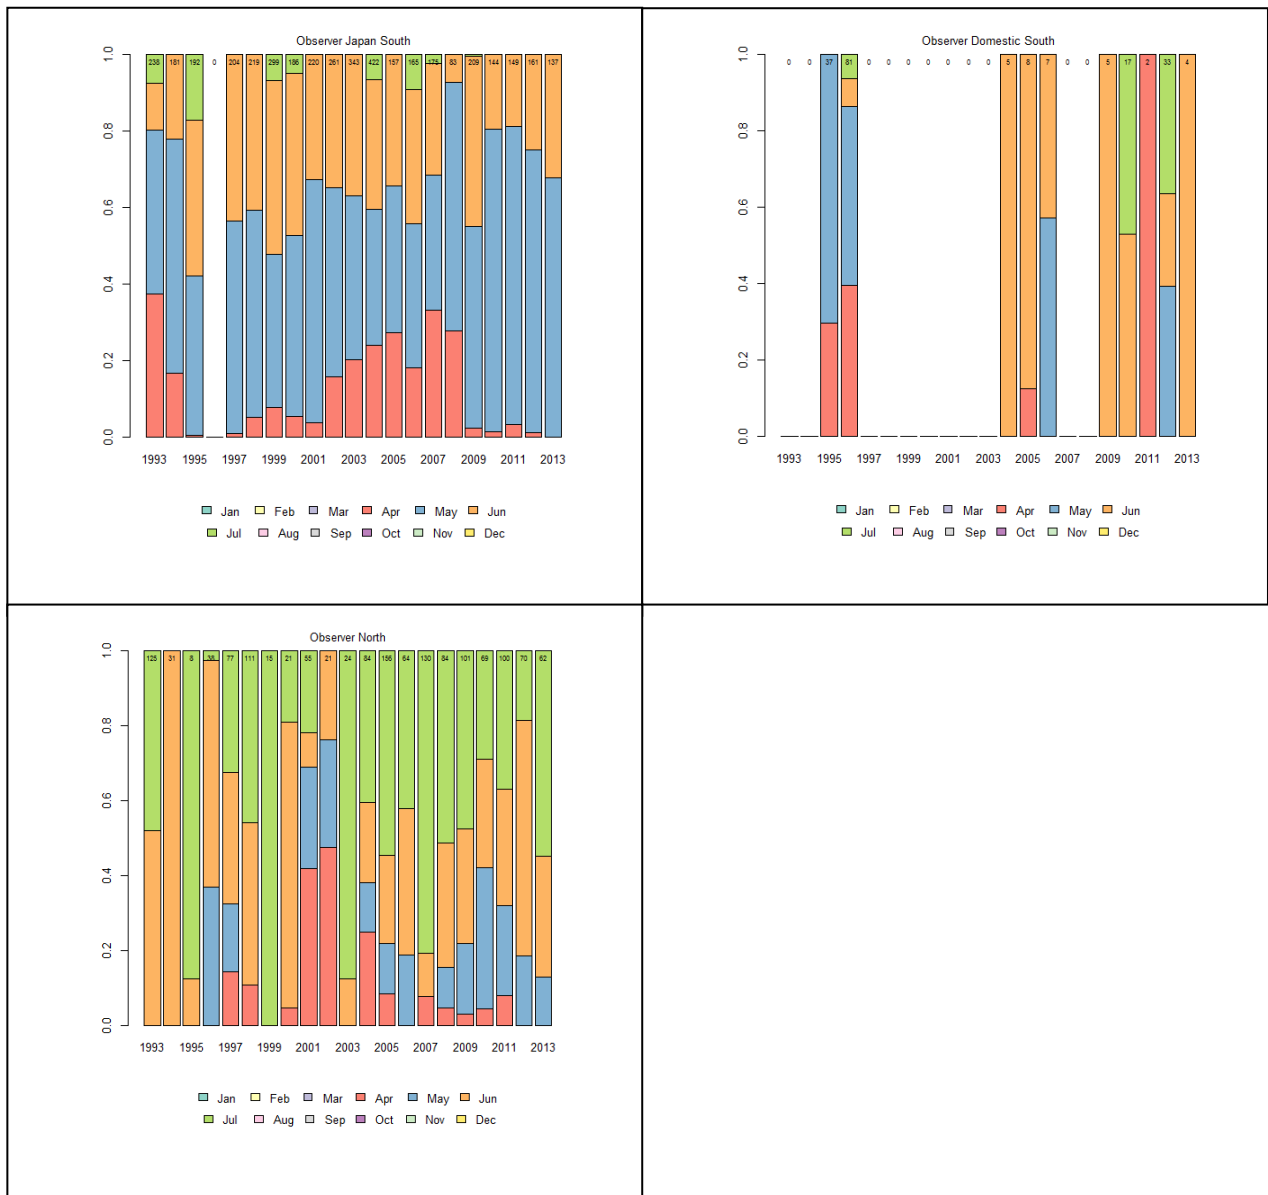 Observer Japan South
1.0
0.8
0.6
0.4
0.2
0.0
238 181 192 0 204 219 299 186 220 261 343 422 157 165 175 83 209 144 149 161 137
1993 1995 1997 1999 2001 2003 2005 2007 2009 2011 2013
Jan Feb Mar Apr May Jun
Jul Aug Sep Oct Nov Dec
Observer Domestic South
1.0
0.8
0.6
0.4
0.2
0.0
0 0 37 81 0 0 0 0 0 0 0 5 8 7 0 0 5 17 2 33 4
1993 1995 1997 1999 2001 2003 2005 2007 2009 2011 2013
Jan Feb Mar Apr May Jun
Jul Aug Sep Oct Nov Dec
Observer North
1.0
0.8
0.6
0.4
0.2
0.0
125 31 8 38 77 111 15 21 55 21 24 84 156 64 130 84 101 69 100 70 62
1993 1995 1997 1999 2001 2003 2005 2007 2009 2011 2013
Jan Feb Mar Apr May Jun
Jul Aug Sep Oct Nov Dec